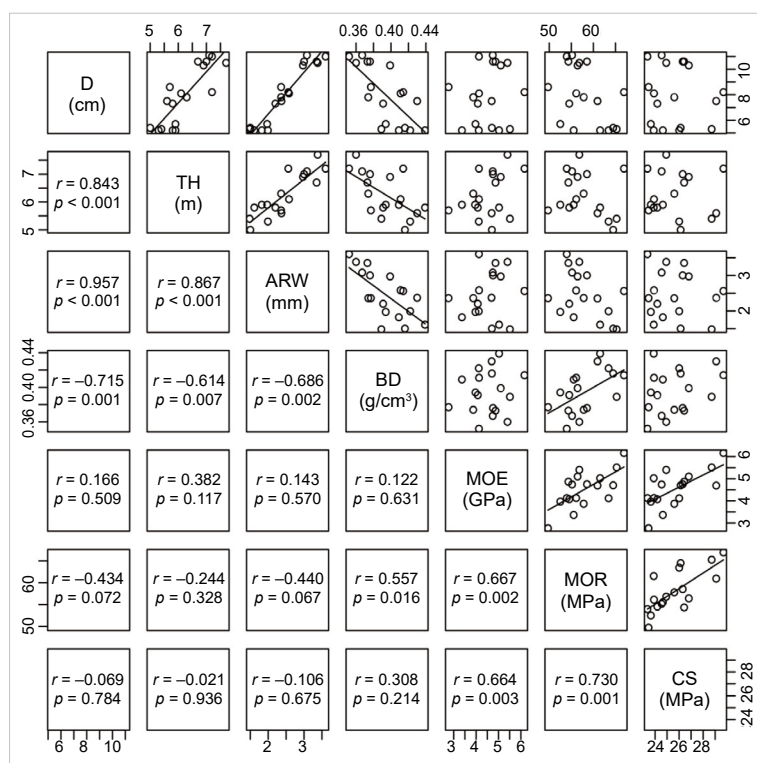 5 6 7 0.36 0.40 0.44 50 60
D
(cm)
6 8 10
5 6 7
r = 0.843
p < 0.001
TH
(m)
r = 0.957
p < 0.001
r = 0.867
p < 0.001
ARW
(mm)
2 3
0.36 0.40 0.44
r = –0.715
p = 0.001
r = –0.614
p = 0.007
r = –0.686
p = 0.002
BD
(g/cm³)
r = 0.166
p = 0.509
r = 0.382
p = 0.117
r = 0.143
p = 0.570
r = 0.122
p = 0.631
MOE
(GPa)
3 4 5 6
50 60
r = –0.434
p = 0.072
r = –0.244
p = 0.328
r = –0.440
p = 0.067
r = 0.557
p = 0.016
r = 0.667
p = 0.002
MOR
(MPa)
r = –0.069
p = 0.784
r = –0.021
p = 0.936
r = –0.106
p = 0.675
r = 0.308
p = 0.214
r = 0.664
p = 0.003
r = 0.730
p = 0.001
CS
(MPa)
24 26 28
6 8 10 2 3 3 4 5 6 24 26 28